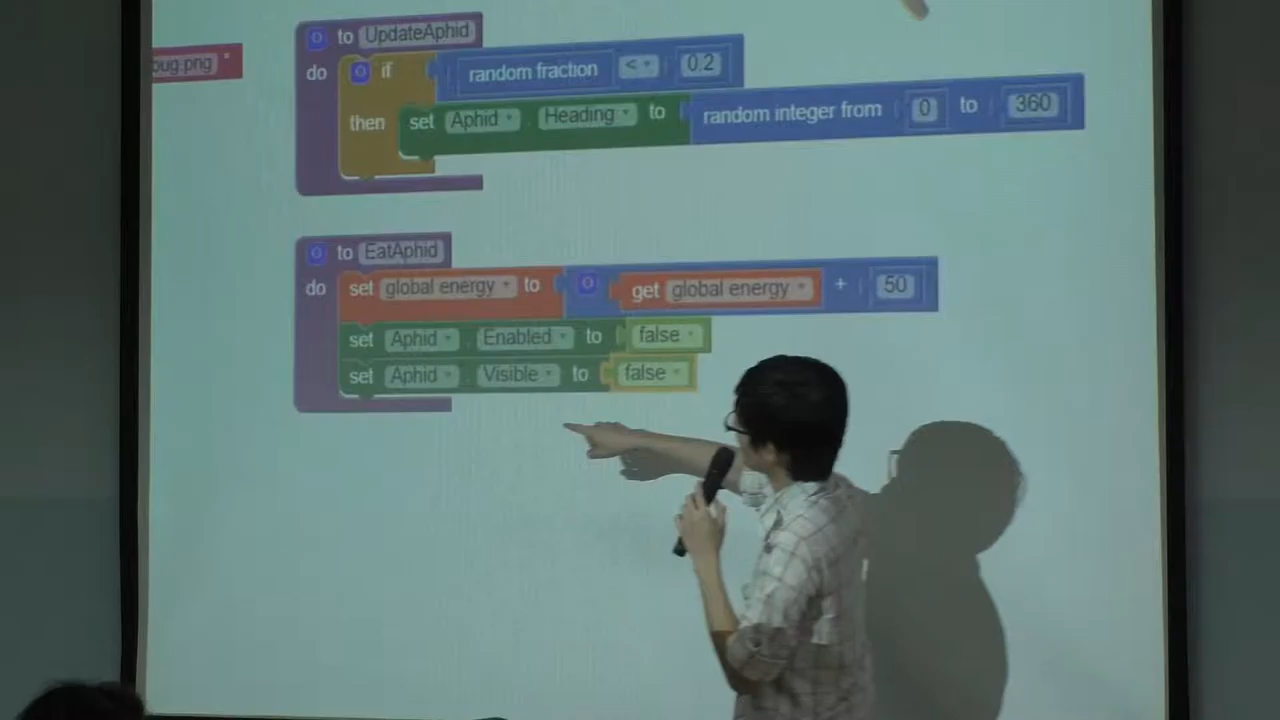 bug.png "
to UpdateAphid
do if random fraction < 0.2
then set Aphid . Heading to random integer from 0 to 360
to EatAphid
do set global energy to get global energy + 50
set Aphid . Enabled to false
set Aphid . Visible to false